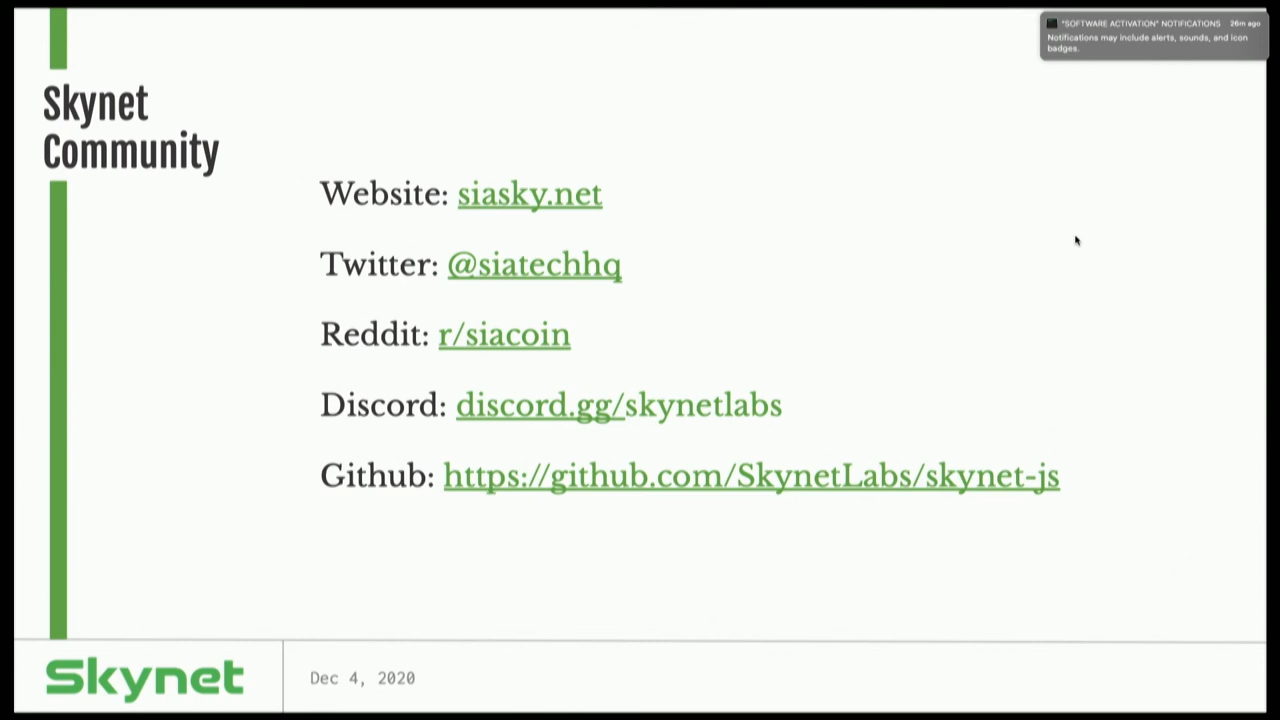 "SOFTWARE ACTIVATION" NOTIFICATIONS 26m ago
Notifications may include alerts, sounds, and icon
badges.
Skynet
Community
Website: siasky.net
Twitter: @siatechhq
Reddit: r/siacoin
Discord: discord.gg/skynetlabs
Github: https://github.com/SkynetLabs/skynet-js
Skynet
Dec 4, 2020